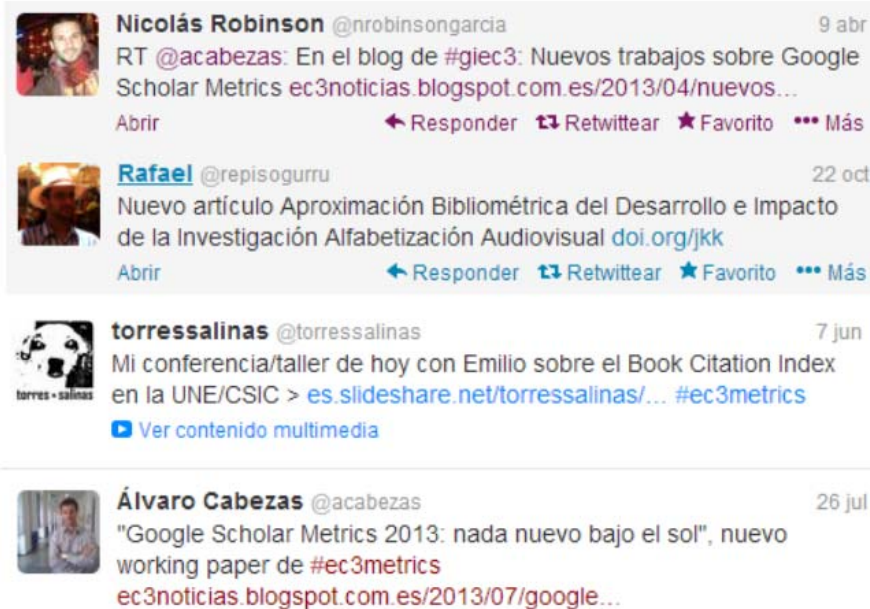 Nicolás Robinson @nrobinsongarcia 9 abr
RT @acabezas: En el blog de #giec3: Nuevos trabajos sobre Google
Scholar Metrics ec3noticias.blogspot.com.es/2013/04/nuevos…
Abrir Responder Retwittear Favorito Más
Rafael @repisogurru 22 oct
Nuevo artículo Aproximación Bibliométrica del Desarrollo e Impacto
de la Investigación Alfabetización Audiovisual doi.org/jkk
Abrir Responder Retwittear Favorito Más
torressalinas @torressalinas 7 jun
Mi conferencia/taller de hoy con Emilio sobre el Book Citation Index
en la UNE/CSIC > es.slideshare.net/torressalinas/… #ec3metrics
torres-salinas
Ver contenido multimedia
Álvaro Cabezas @acabezas 26 jul
"Google Scholar Metrics 2013: nada nuevo bajo el sol", nuevo
working paper de #ec3metrics
ec3noticias.blogspot.com.es/2013/07/google…